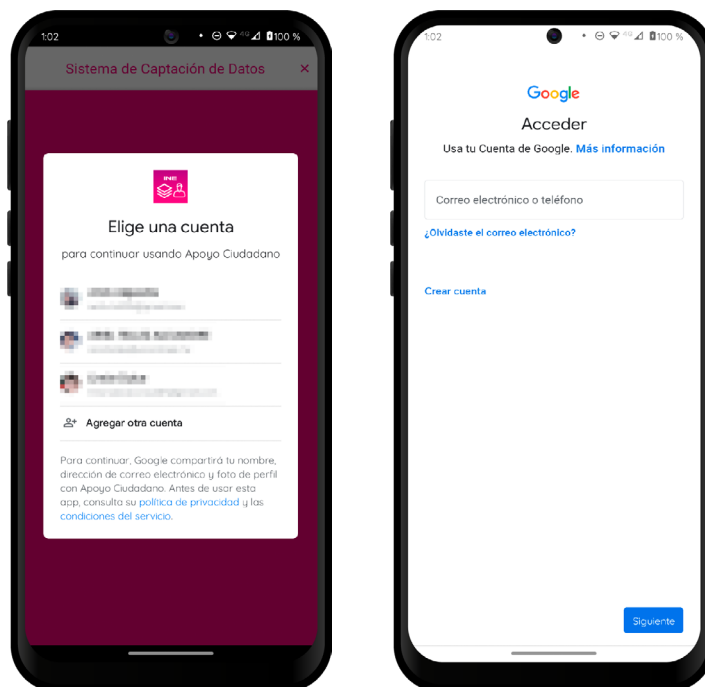 1:02
4G 100 %
Sistema de Captación de Datos ×
INE
Elige una cuenta
para continuar usando Apoyo Ciudadano
Agregar otra cuenta
Para continuar, Google compartirá tu nombre,
dirección de correo electrónico y foto de perfil
con Apoyo Ciudadano. Antes de usar esta
app, consulta su política de privacidad y las
condiciones del servicio.
1:02
4G 100 %
Google
Acceder
Usa tu Cuenta de Google. Más información
Correo electrónico o teléfono
¿Olvidaste el correo electrónico?
Crear cuenta
Siguiente